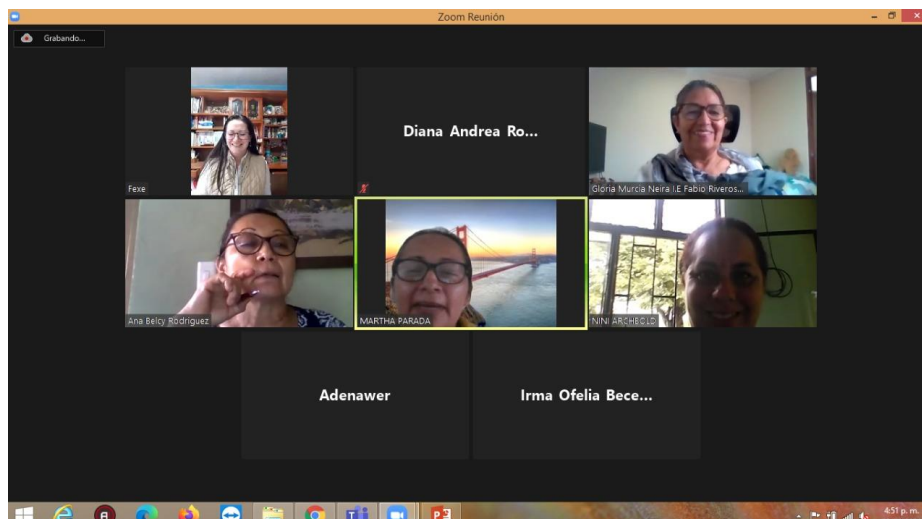 Zoom Reunión
Grabando...
Fexe
Diana Andrea Ro...
Gloria Murcia Neira I.E Fabio Riveros...
Ana Belcy Rodriguez
MARTHA PARADA
NINI ARCHBOLD
Adenawer
Irma Ofelia Bece...
4:51 p. m.